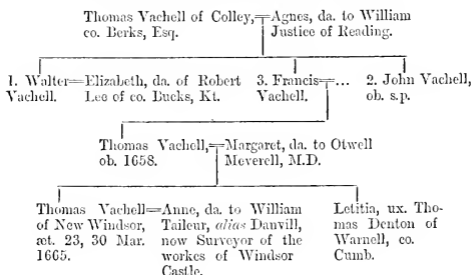 Thomas Vachell of Colley,=Agnes, da. to William
co. Berks, Esq. Justice of Reading.
1. Walter=Elizabeth, da. of Robert 3. Francis=... 2. John Vachell,
Vachell. Lee of co. Bucks, Kt. Vachell. ob. s.p.
Thomas Vachell,=Margaret, da. to Otwell
ob. 1658. Meverell, M.D.
Thomas Vachell=Anne, da. to William Letitia, ux. Tho-
of New Windsor, Taileur, alias Danvill, mas Denton of
æt. 23, 30 Mar. now Surveyor of the Warnell, co.
1665. workes of Windsor Cumb.
Castle.